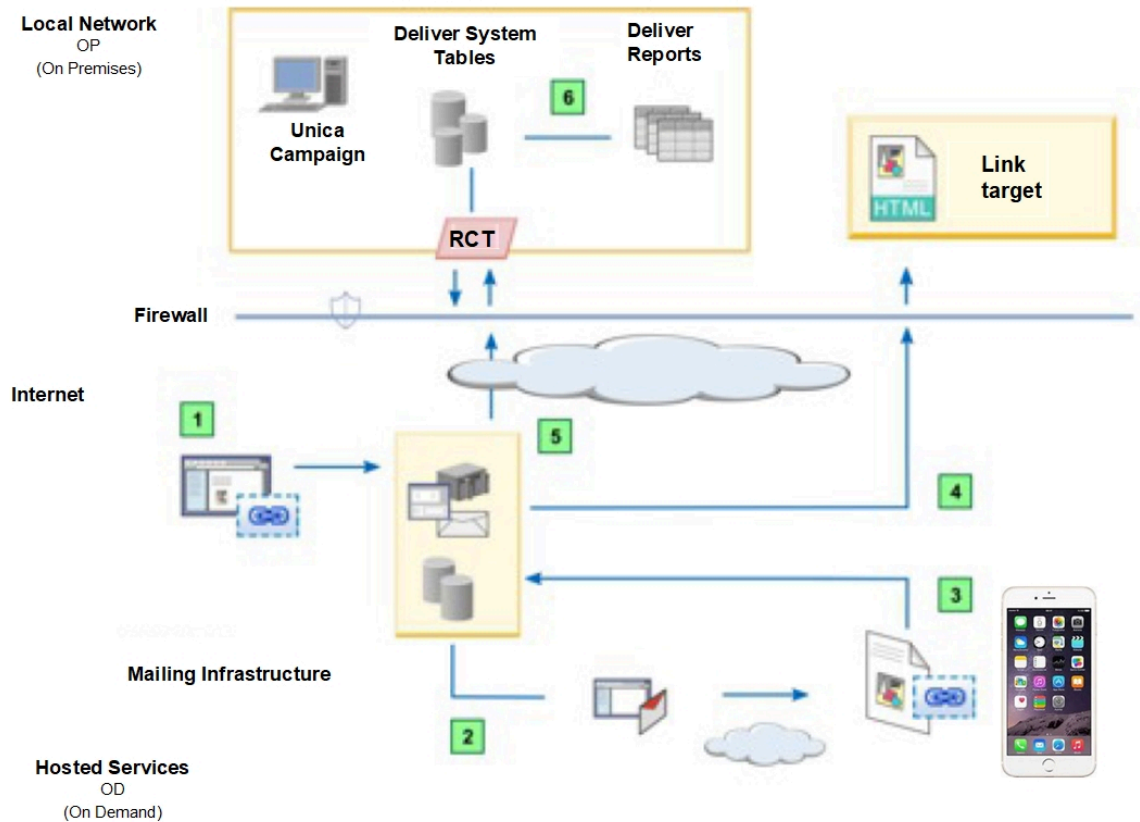 Local Network
OP
(On Premises)
Deliver System
Tables
Deliver
Reports
6
Unica
Campaign
RCT
HTML
Link
target
Firewall
Internet
1
5
4
3
Mailing Infrastructure
2
Hosted Services
OD
(On Demand)